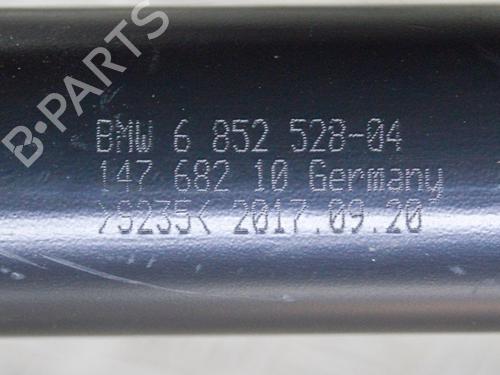 B-PARTS
BMW 6 852 528-04
147 682 10 Germany
>S235< 2017.09.20